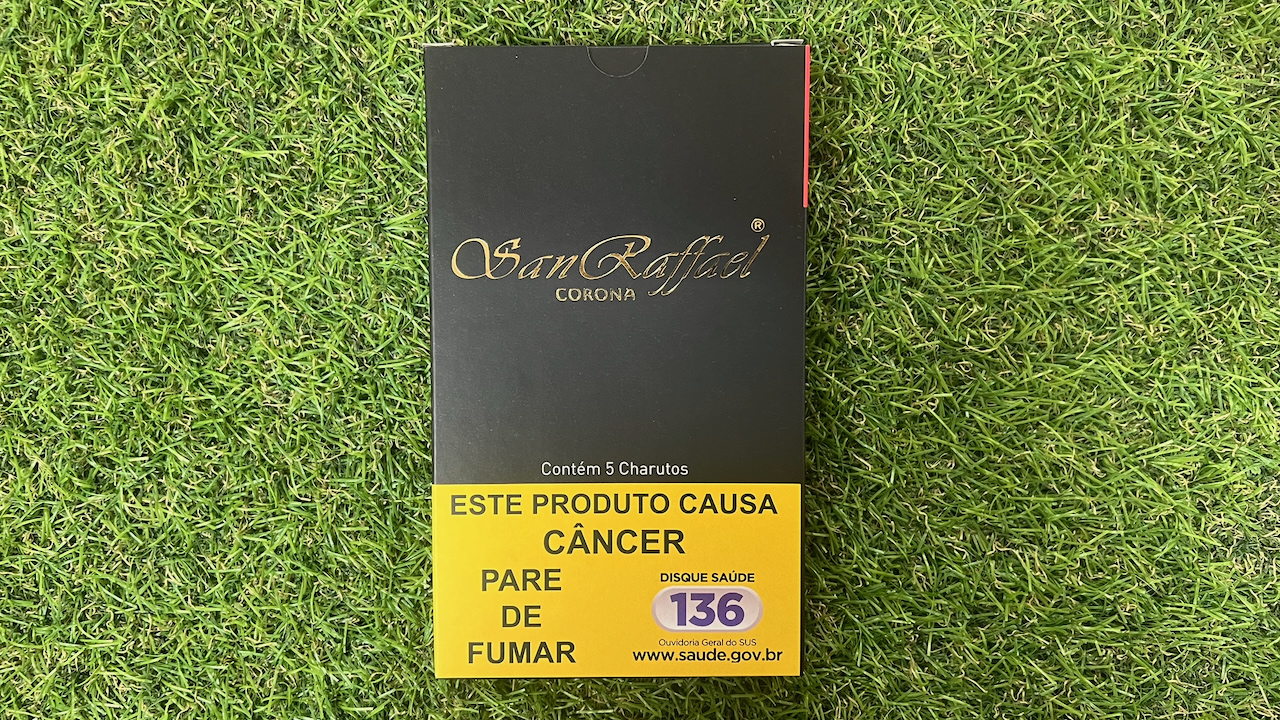 SanRaffael®
CORONA
Contém 5 Charutos
ESTE PRODUTO CAUSA
CÂNCER
PARE
DE
FUMAR
DISQUE SAÚDE
136
Ouvidoria Geral do SUS
www.saude.gov.br